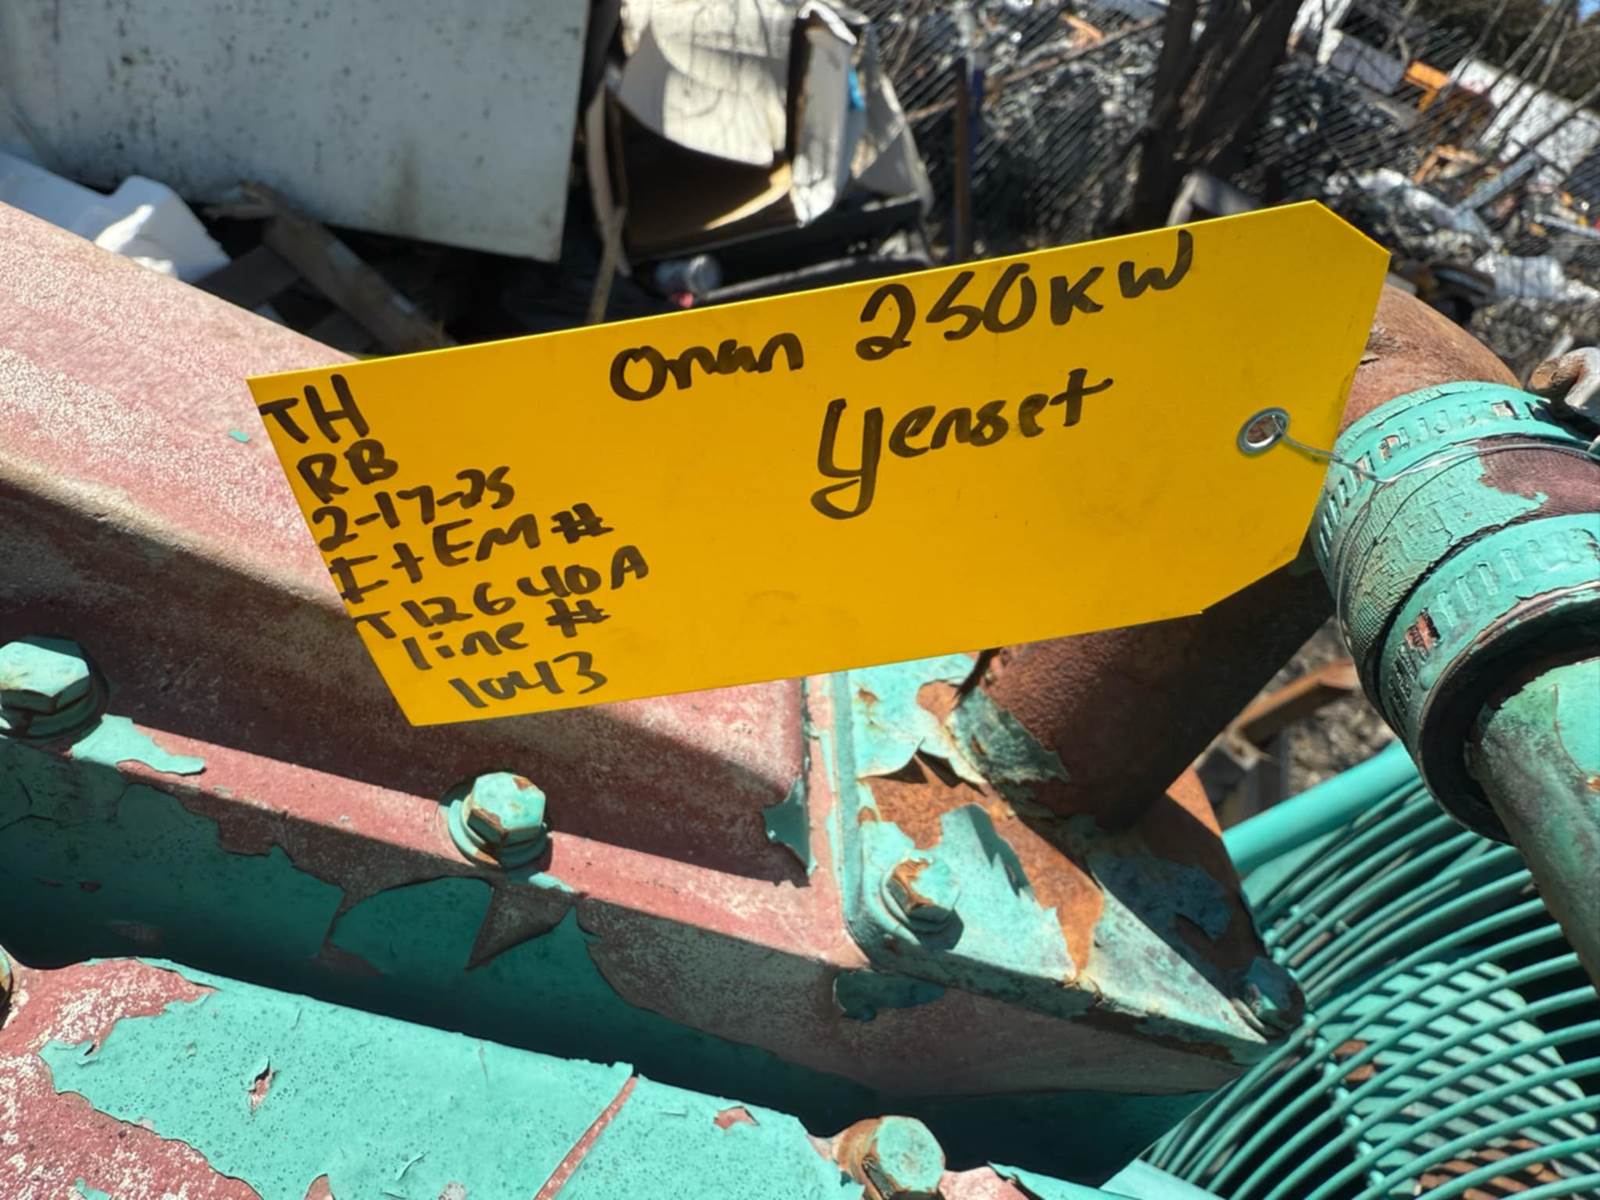 Onan 250KW
Yenset
TH
RB
2-17-25
ItEM #
T12640A
line #
1043